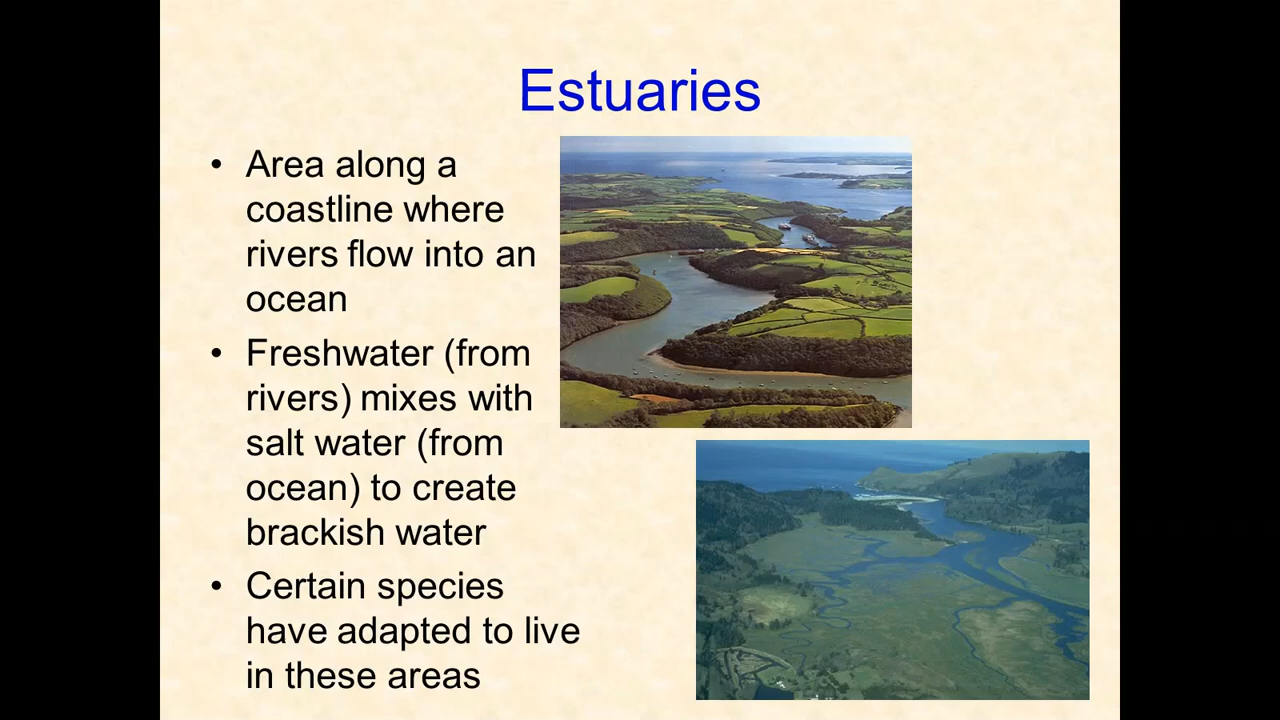 Estuaries
• Area along a
coastline where
rivers flow into an
ocean
• Freshwater (from
rivers) mixes with
salt water (from
ocean) to create
brackish water
• Certain species
have adapted to live
in these areas